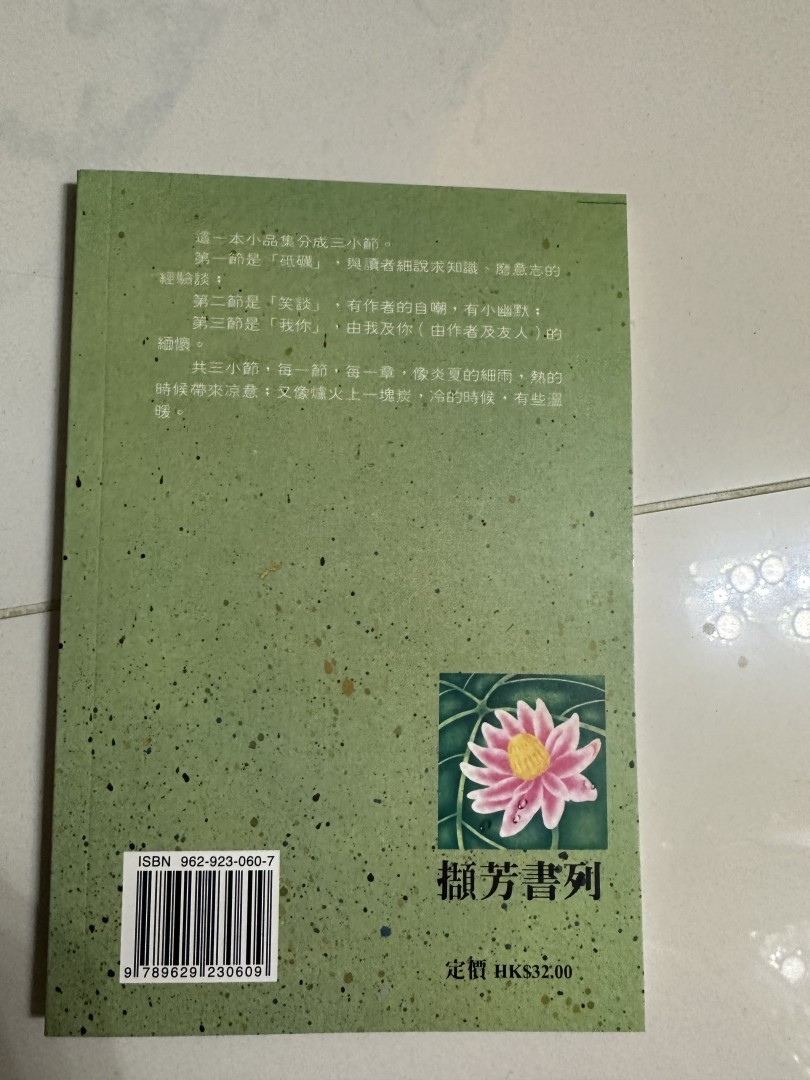 這一本小品集分成三小節。
第一節是「砥礪」，與讀者細說求知識、磨意志的
經驗談；
第二節是「笑談」，有作者的自嘲，有小幽默；
第三節是「我你」，由我及你（由作者及友人）的
緬懷。
共三小節，每一節，每一章，像炎夏的細雨，熱的
時候帶來凉意；又像爐火上一塊炭，冷的時候，有些溫
暖。
擷芳書列
ISBN 962-923-060-7
9 789629 230609
定價 HK$32.00